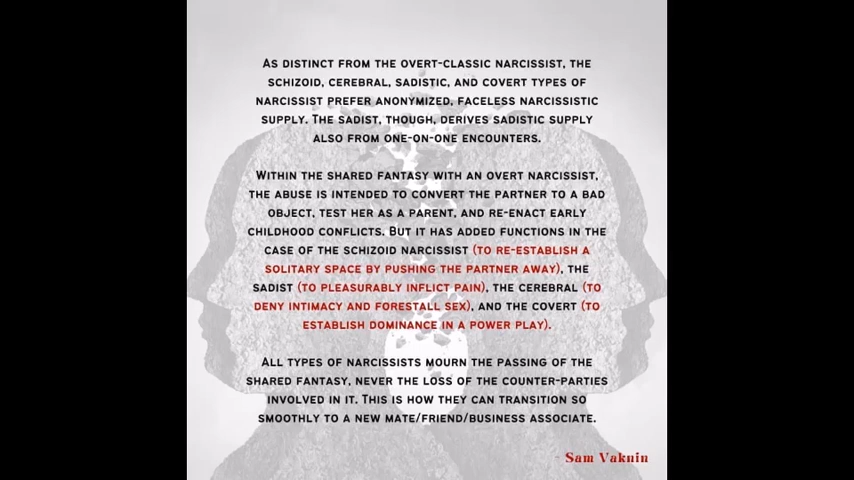 As distinct from the overt-classic narcissist, the
schizoid, cerebral, sadistic, and covert types of
narcissist prefer anonymized, faceless narcissistic
supply. The sadist, though, derives sadistic supply
also from one-on-one encounters.
Within the shared fantasy with an overt narcissist,
the abuse is intended to convert the partner to a bad
object, test her as a parent, and re-enact early
childhood conflicts. But it has added functions in the
case of the schizoid narcissist (to re-establish a
solitary space by pushing the partner away), the
sadist (to pleasurably inflict pain), the cerebral (to
deny intimacy and forestall sex), and the covert (to
establish dominance in a power play).
All types of narcissists mourn the passing of the
shared fantasy, never the loss of the counter-parties
involved in it. This is how they can transition so
smoothly to a new mate/friend/business associate.
- Sam Vaknin